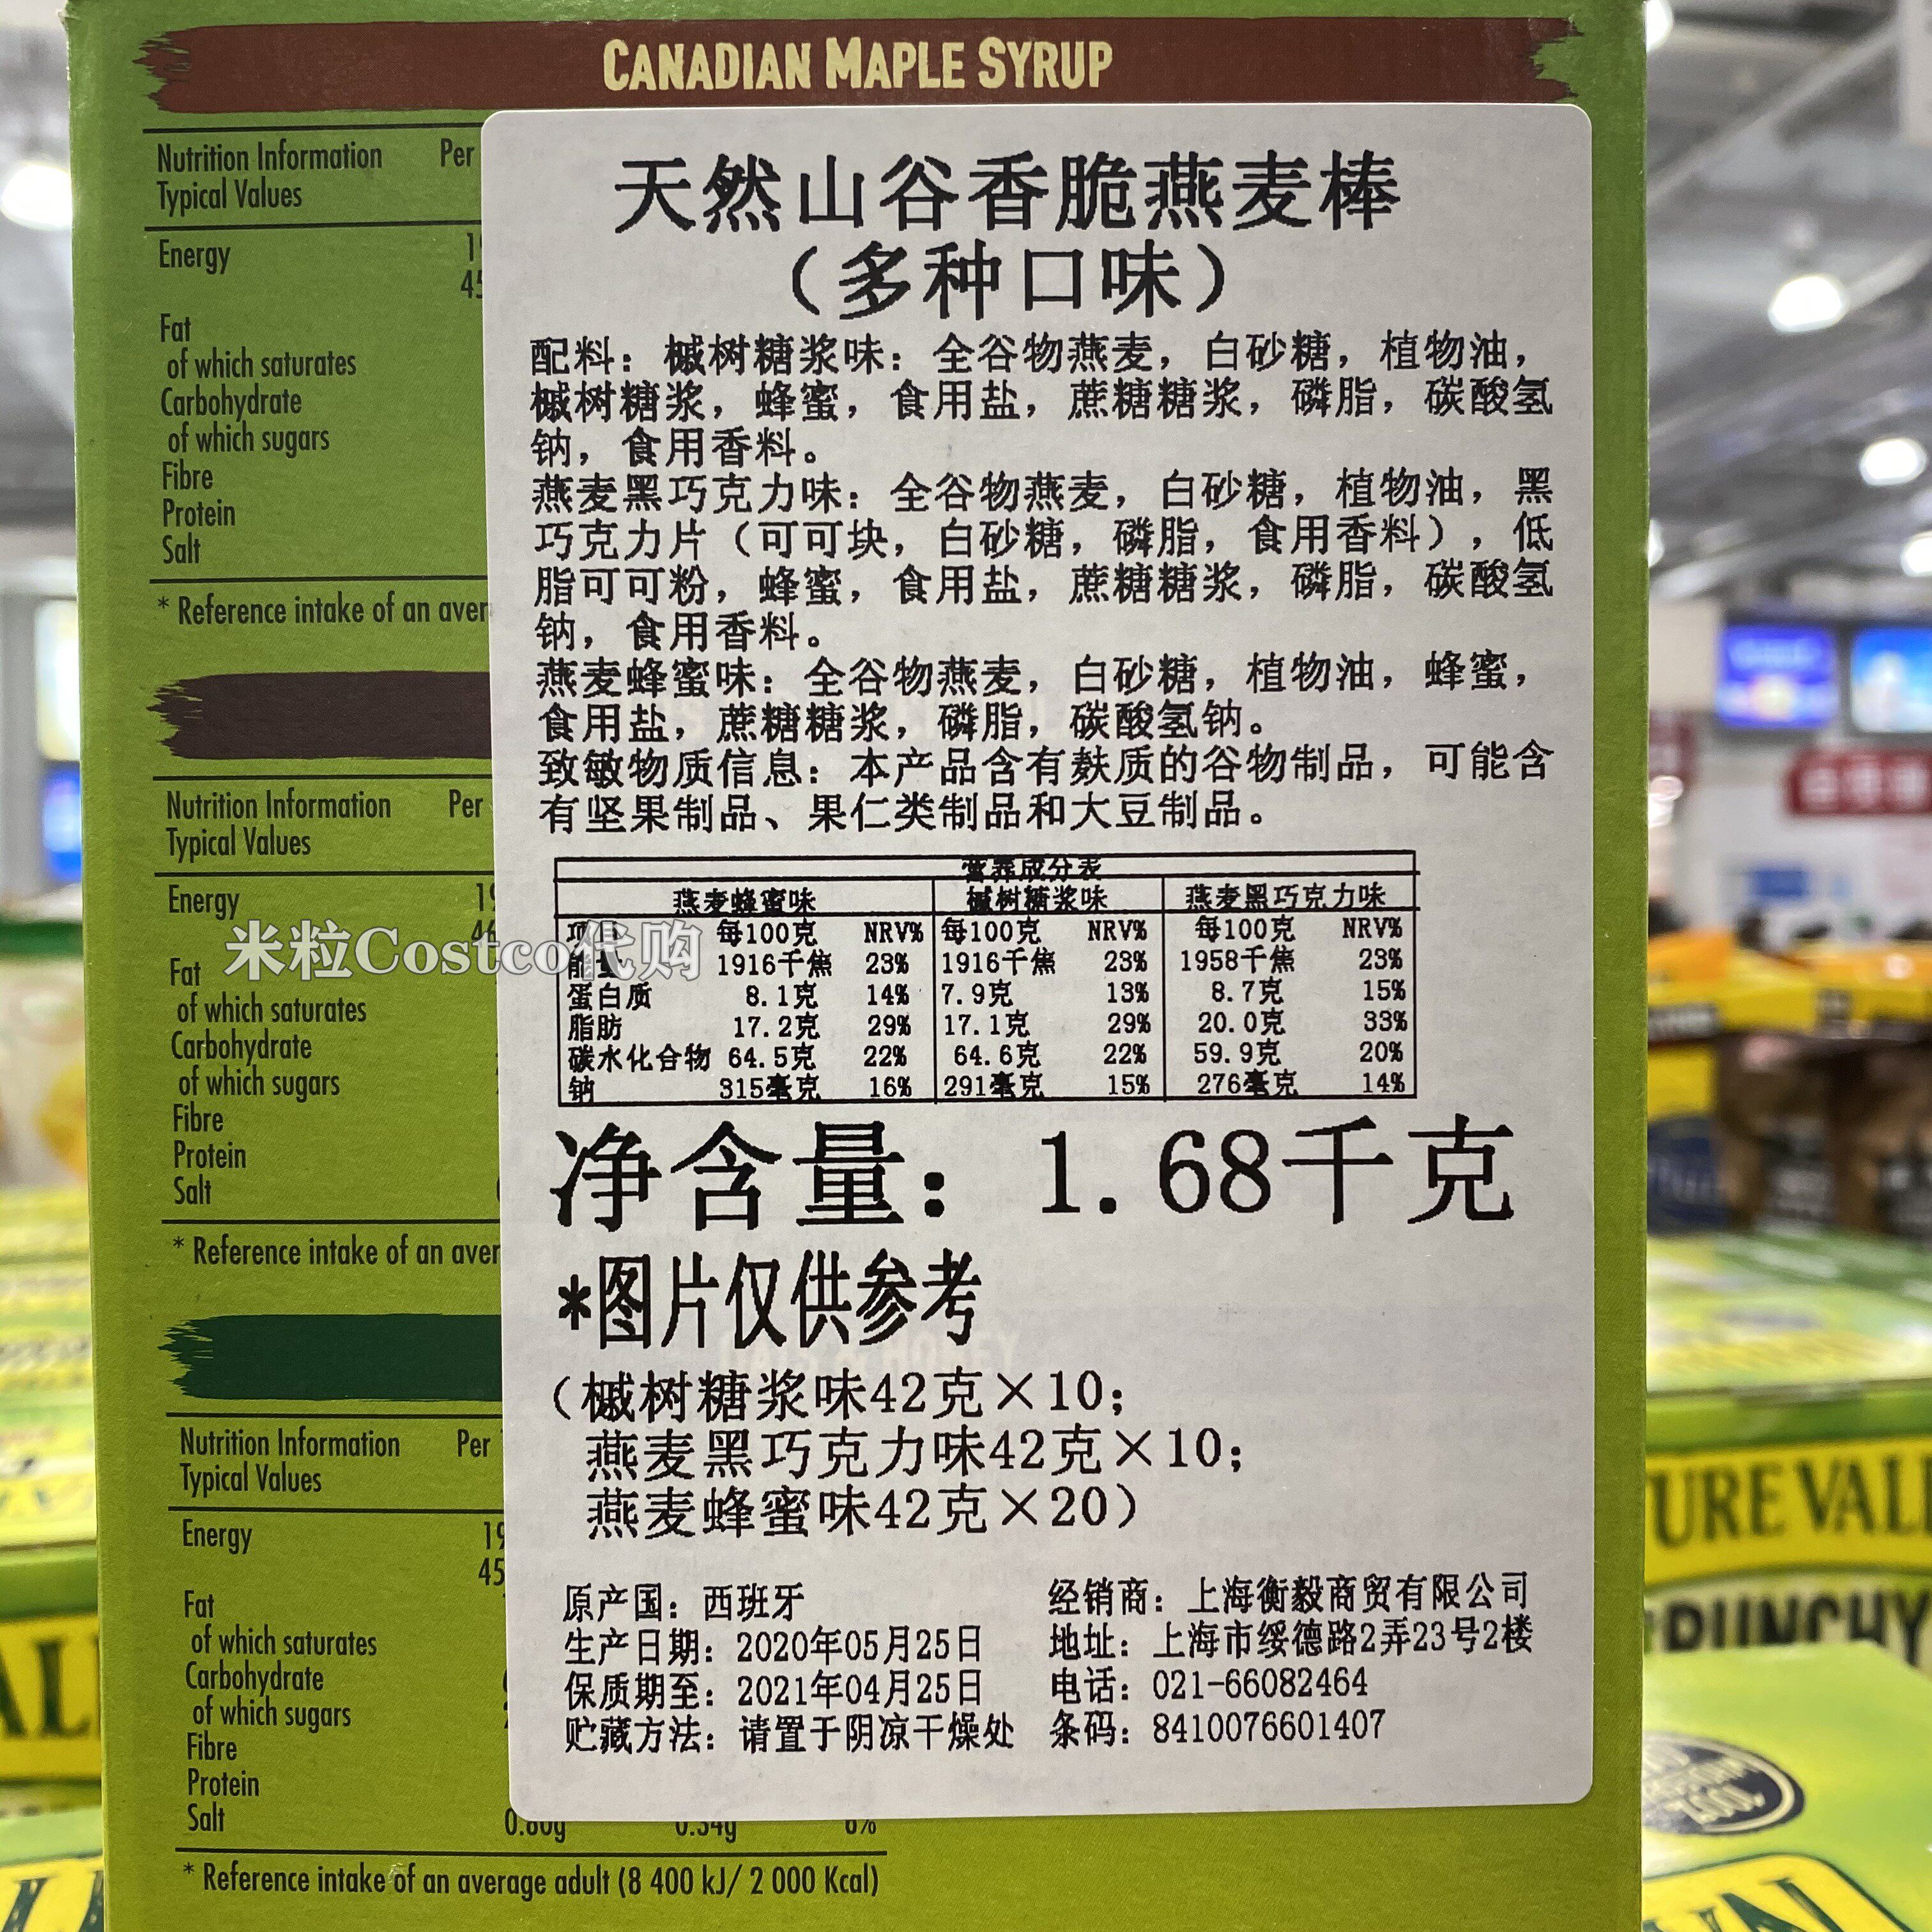 CANADIAN MAPLE SYRUP
Nutrition Information Per
Typical Values
Energy
Fat
of which saturates
Carbohydrate
of which sugars
Fibre
Protein
Salt
* Reference intake of an aver
Nutrition Information Per
Typical Values
Energy
Fat
of which saturates
Carbohydrate
of which sugars
Fibre
Protein
Salt
* Reference intake of an aver
Nutrition Information Per
Typical Values
Energy
Fat
of which saturates
Carbohydrate
of which sugars
Fibre
Protein
Salt 0.80g 0.34g 6%
* Reference intake of an average adult (8 400 kJ/ 2 000 Kcal)
天然山谷香脆燕麦棒
（多种口味）
配料：槭树糖浆味：全谷物燕麦，白砂糖，植物油，
槭树糖浆，蜂蜜，食用盐，蔗糖糖浆，磷脂，碳酸氢
钠，食用香料。
燕麦黑巧克力味：全谷物燕麦，白砂糖，植物油，黑
巧克力片（可可块，白砂糖，磷脂，食用香料），低
脂可可粉，蜂蜜，食用盐，蔗糖糖浆，磷脂，碳酸氢
钠，食用香料。
燕麦蜂蜜味：全谷物燕麦，白砂糖，植物油，蜂蜜，
食用盐，蔗糖糖浆，磷脂，碳酸氢钠。
致敏物质信息：本产品含有麸质的谷物制品，可能含
有坚果制品、果仁类制品和大豆制品。
营养成分表
燕麦蜂蜜味 槭树糖浆味 燕麦黑巧克力味
项目 每100克 NRV% 每100克 NRV% 每100克 NRV%
能量 1916千焦 23% 1916千焦 23% 1958千焦 23%
蛋白质 8.1克 14% 7.9克 13% 8.7克 15%
脂肪 17.2克 29% 17.1克 29% 20.0克 33%
碳水化合物 64.5克 22% 64.6克 22% 59.9克 20%
钠 315毫克 16% 291毫克 15% 276毫克 14%
米粒Costco代购
净含量：1.68千克
*图片仅供参考
（槭树糖浆味42克×10；
燕麦黑巧克力味42克×10；
燕麦蜂蜜味42克×20）
原产国：西班牙
生产日期：2020年05月25日
保质期至：2021年04月25日
贮藏方法：请置于阴凉干燥处
经销商：上海衡毅商贸有限公司
地址：上海市绥德路2弄23号2楼
电话：021-66082464
条码：8410076601407
URE VAL
RUNCHY